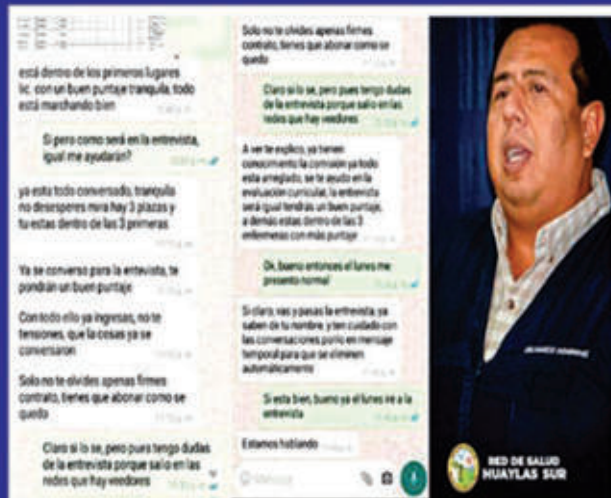 está dentro de los primeros lugares
lic. con un buen puntaje tranquila, todo
está marchando bien
Si pero como será en la entrevista,
igual me ayudaran?
ya esta todo conversado, tranquila
no desesperes mira hay 3 plazas y
tu estas dentro de las 3 primeras
Ya se converso para la entevista, te
pondrán un buen puntaje
Con todo ello ya ingresas, no te
tensiones, que la cosas ya se
conversaron
Solo no te olvides apenas firmes
contrato, tienes que abonar como se
quedo
Claro si lo se, pero pues tengo dudas
de la entrevista porque salio en las
redes que hay veedores
Solo no te olvides apenas firmes
contrato, tienes que abonar como se
quedo
Claro si lo se, pero pues tengo dudas
de la entrevista porque salio en las
redes que hay veedores
A ver te explico, ya tienen
conocimiento la comisión ya todo
esta arreglado, se te ayudo en la
evaluación curricular, la entrevista
será igual tendrás un buen puntaje,
a demás estas dentro de las 3
enfermeras con más puntaje
Ok, bueno entonces el lunes me
presento normal
Si claro, vas y pasas la entrevista, ya
saben de tu nombre, y ten cuidado con
las conversaciones ponlo en mensaje
temporal para que se eliminen
automáticamente
Si esta bien, bueno ya el lunes iré a la
entrevista
Estamos hablando
RED DE SALUD
HUAYLAS SUR